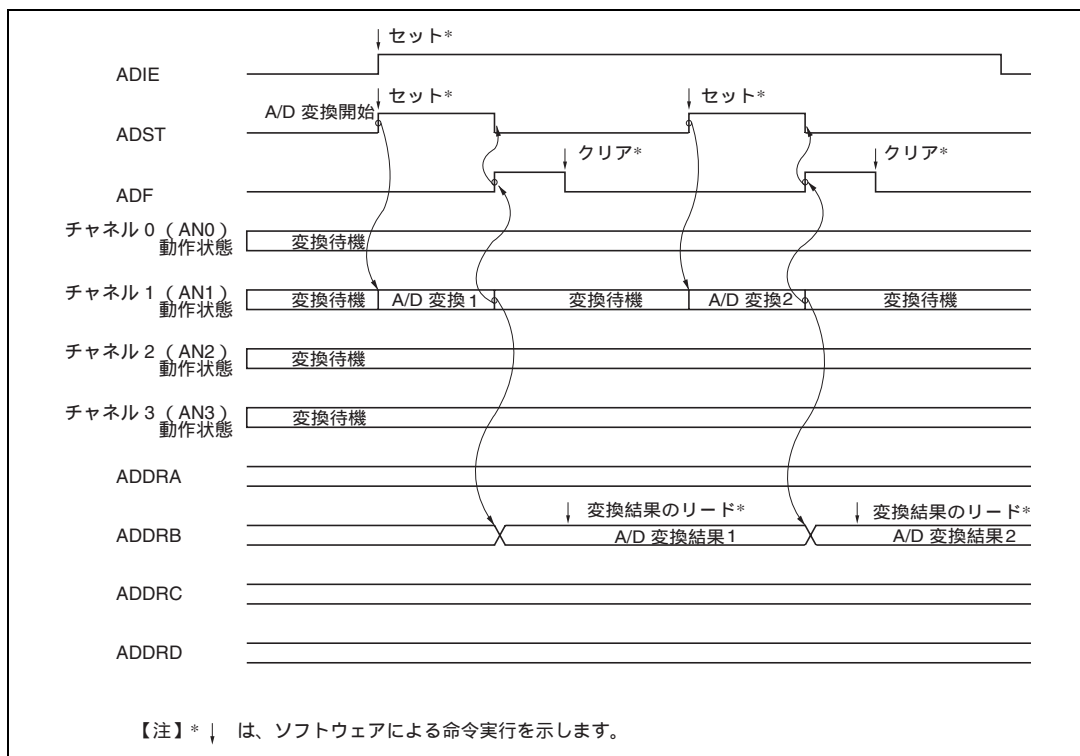 セット*
ADIE
A/D 変換開始 セット* セット*
ADST
クリア* クリア*
ADF
チャネル 0 ( AN0 )
動作状態
変換待機
チャネル 1 ( AN1 )
動作状態
変換待機 A/D 変換 1 変換待機 A/D 変換2 変換待機
チャネル 2 ( AN2 )
動作状態
変換待機
チャネル 3 ( AN3 )
動作状態
変換待機
ADDRA
変換結果のリード* 変換結果のリード*
ADDRB
A/D 変換結果1 A/D 変換結果2
ADDRC
ADDRD
【注】* ↓ は、ソフトウェアによる命令実行を示します。